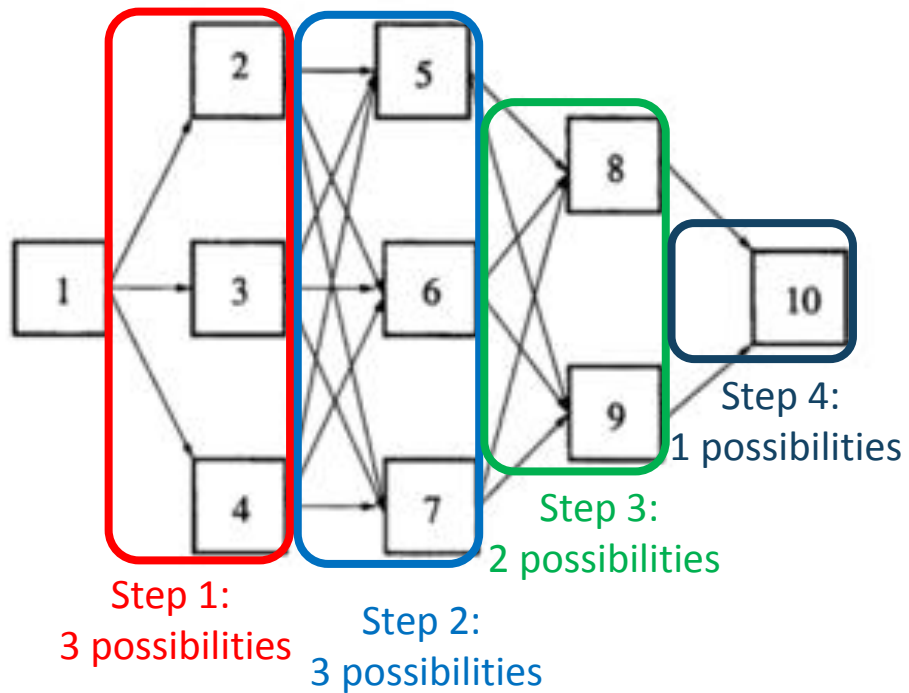 2
5
8
1
3
6
10
9
4
7
Step 4:
1 possibilities
Step 3:
2 possibilities
Step 1:
3 possibilities
Step 2:
3 possibilities